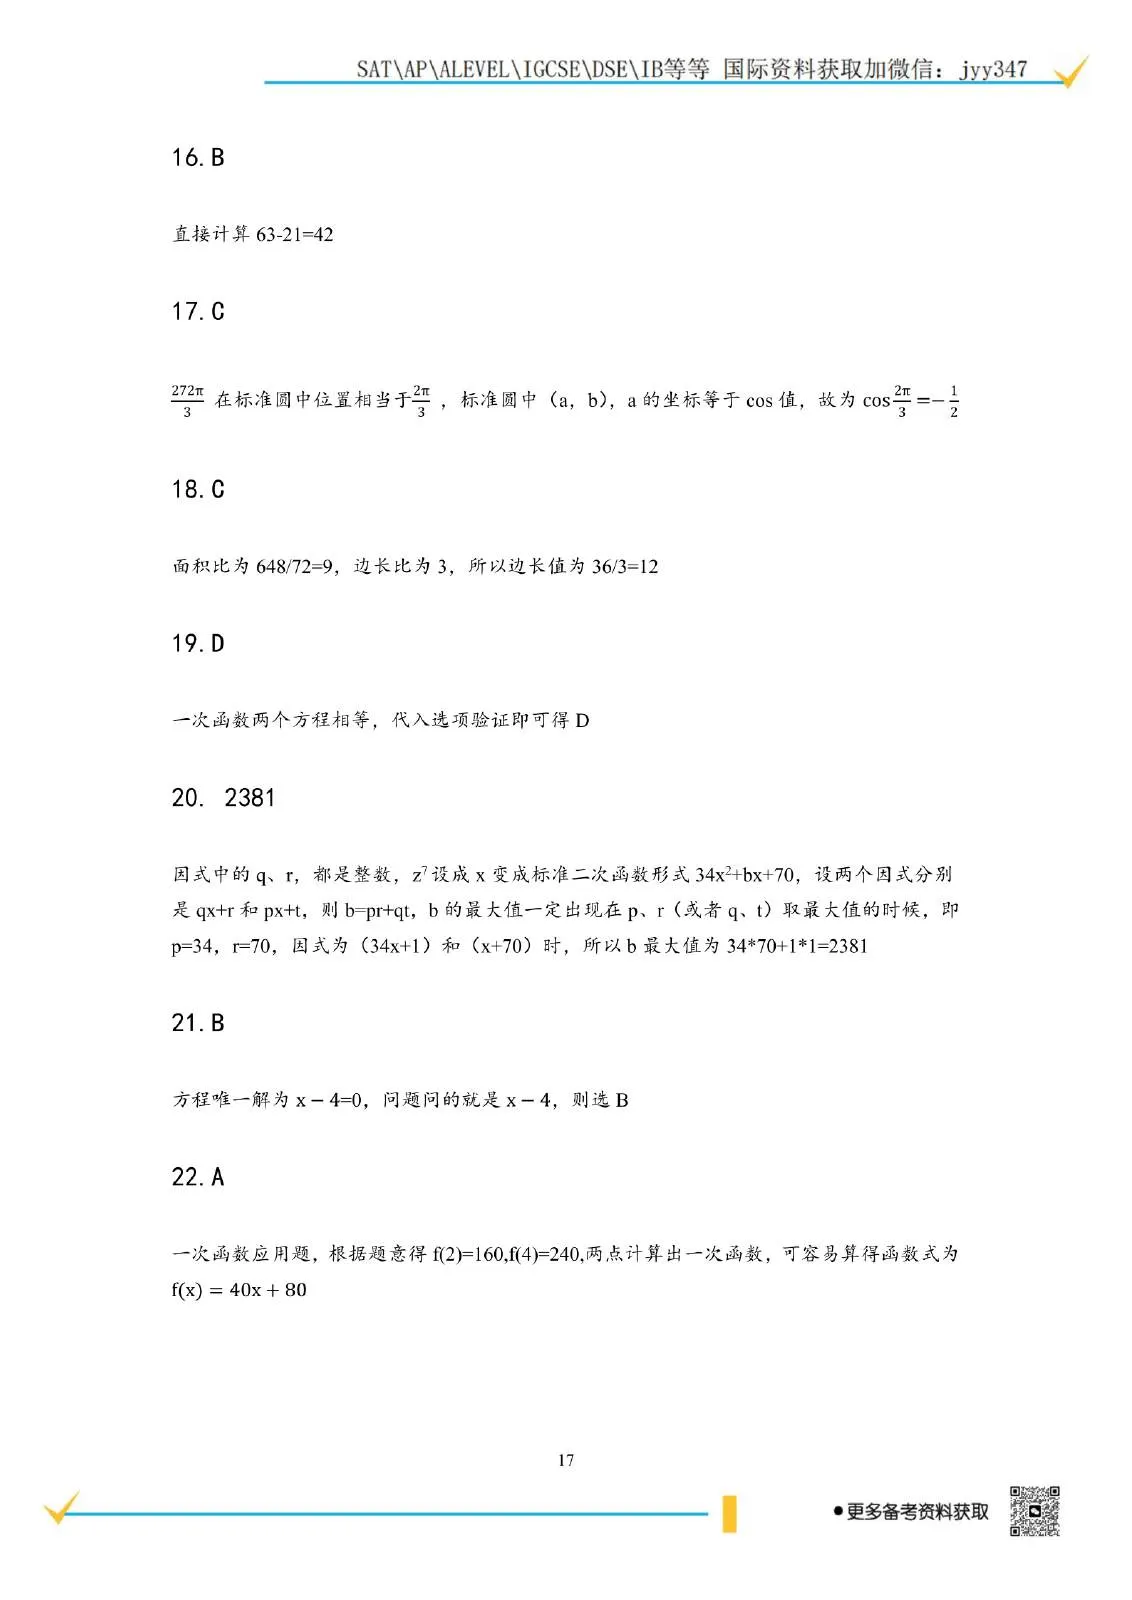 SAT\AP\ALEVEL\IGCSE\DSE\IB等等 国际资料获取加微信：jyy347
16. B
直接计算 63-21=42
17. C
272π/3 在标准圆中位置相当于2π/3，标准圆中（a，b），a 的坐标等于 cos 值，故为 cos2π/3 =− 1/2
18. C
面积比为 648/72=9，边长比为 3，所以边长值为 36/3=12
19. D
一次函数两个方程相等，代入选项验证即可得 D
20. 2381
因式中的 q、r，都是整数，z⁷设成 x 变成标准二次函数形式 34x²+bx+70，设两个因式分别
是 qx+r 和 px+t，则 b=pr+qt，b 的最大值一定出现在 p、r（或者 q、t）取最大值的时候，即
p=34，r=70，因式为（34x+1）和（x+70）时，所以 b 最大值为 34*70+1*1=2381
21. B
方程唯一解为 x − 4=0，问题问的就是 x − 4，则选 B
22. A
一次函数应用题，根据题意得 f(2)=160,f(4)=240,两点计算出一次函数，可容易算得函数式为
f(x) = 40x + 80
17
●更多备考资料获取